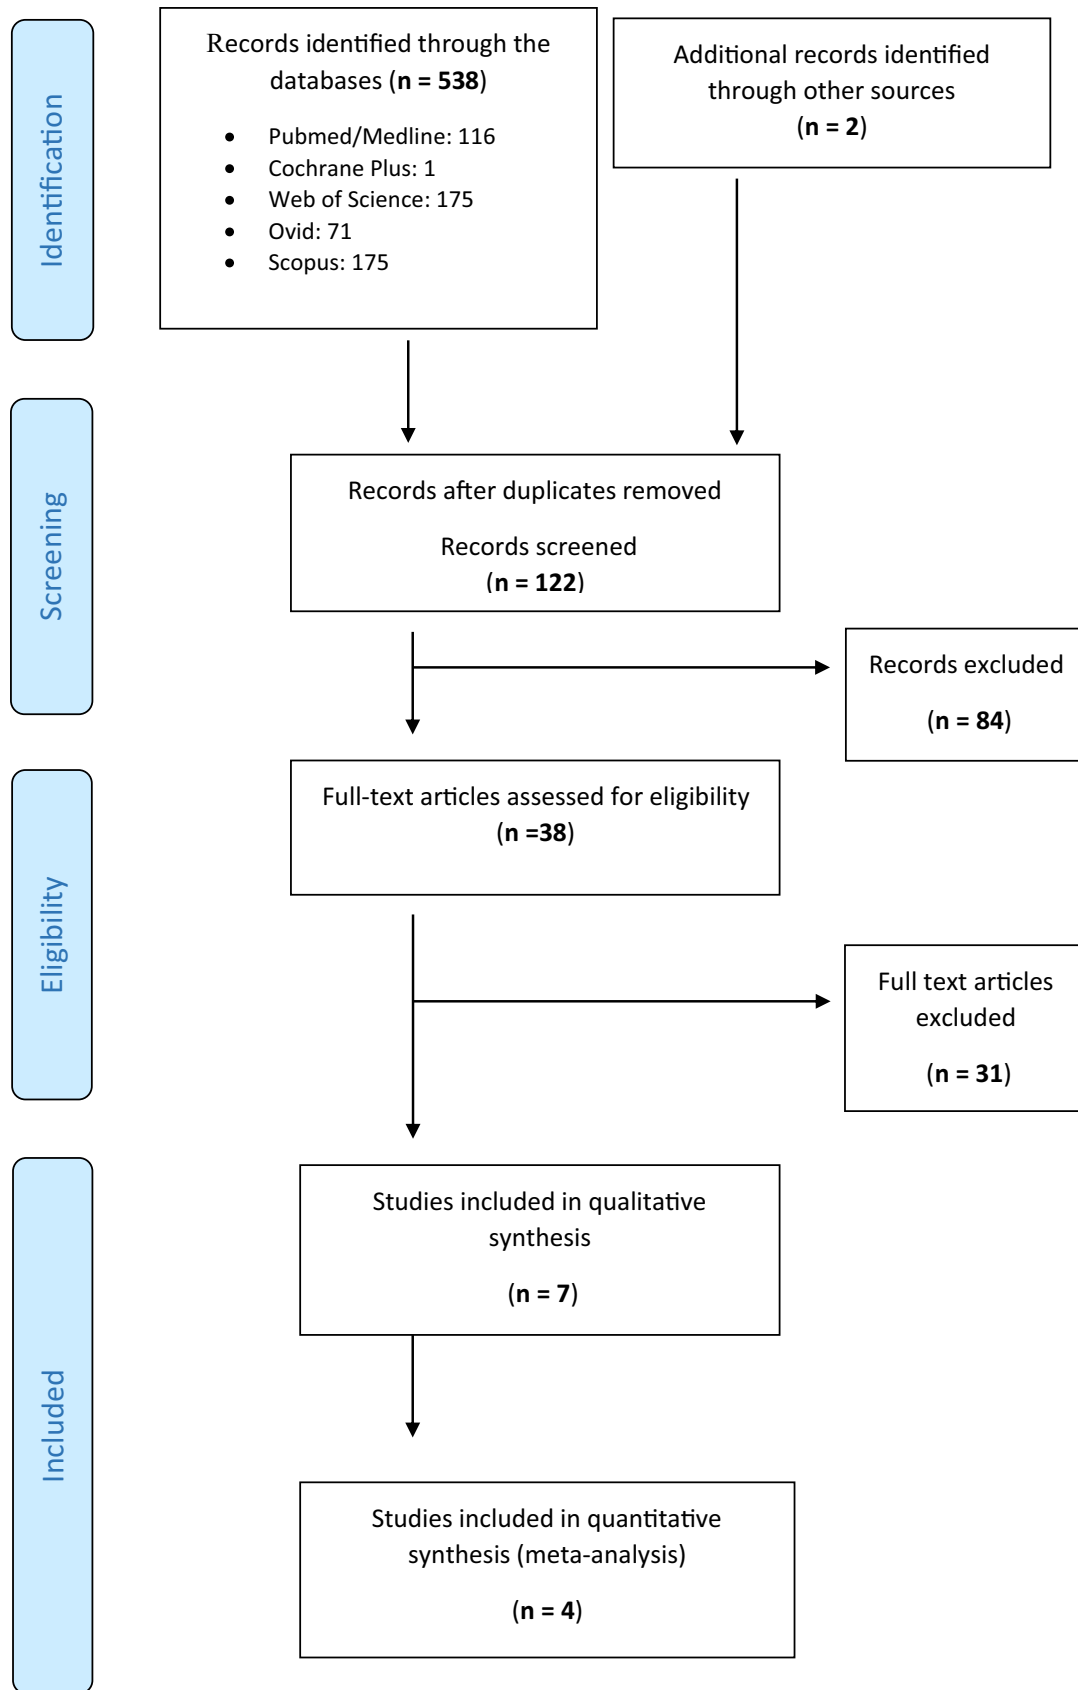 Identification
Records identified through the
databases (n = 538)
• Pubmed/Medline: 116
• Cochrane Plus: 1
• Web of Science: 175
• Ovid: 71
• Scopus: 175
Additional records identified
through other sources
(n = 2)
Screening
Records after duplicates removed
Records screened
(n = 122)
Records excluded
(n = 84)
Eligibility
Full-text articles assessed for eligibility
(n =38)
Full text articles
excluded
(n = 31)
Included
Studies included in qualitative
synthesis
(n = 7)
Studies included in quantitative
synthesis (meta-analysis)
(n = 4)